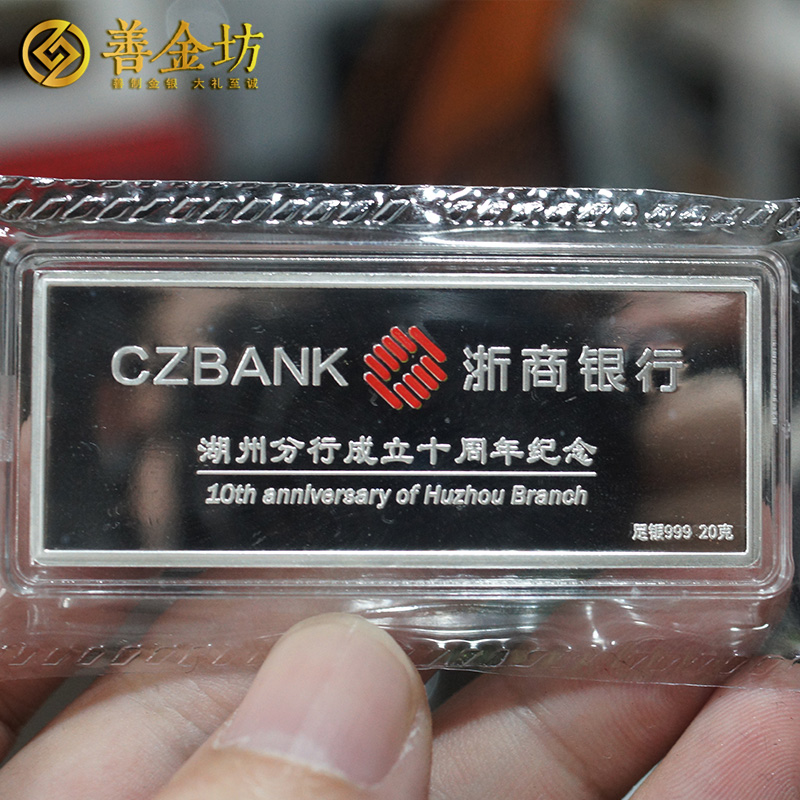 善金坊
善制金银 大礼至诚
CZBANK 浙商银行
湖州分行成立十周年纪念
10th anniversary of Huzhou Branch
足银999 20克